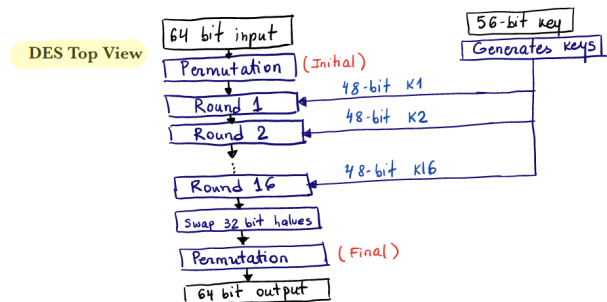 64 bit input
56-bit key
DES Top View
Generates keys
Permutation (Initial)
48-bit K1
Round 1
48-bit K2
Round 2
48-bit K16
Round 16
Swap 32 bit halves
Permutation (Final)
64 bit output